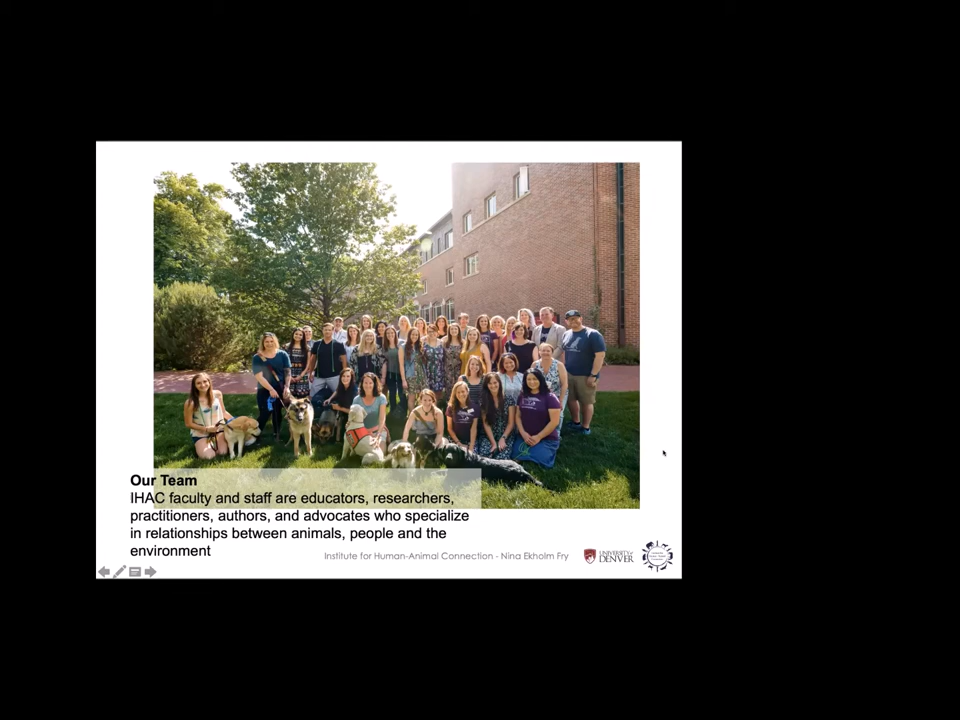 Our Team
IHAC faculty and staff are educators, researchers,
practitioners, authors, and advocates who specialize
in relationships between animals, people and the
environment
Institute for Human-Animal Connection - Nina Ekholm Fry
UNIVERSITY of
DENVER